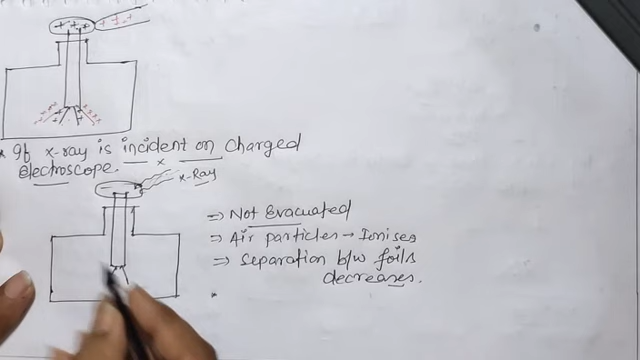 * If x-ray is incident on charged
electroscope.
x-Ray
⇒ Not Evacuated
⇒ Air particles → Ionises
⇒ Separation b/w foils
decreases.